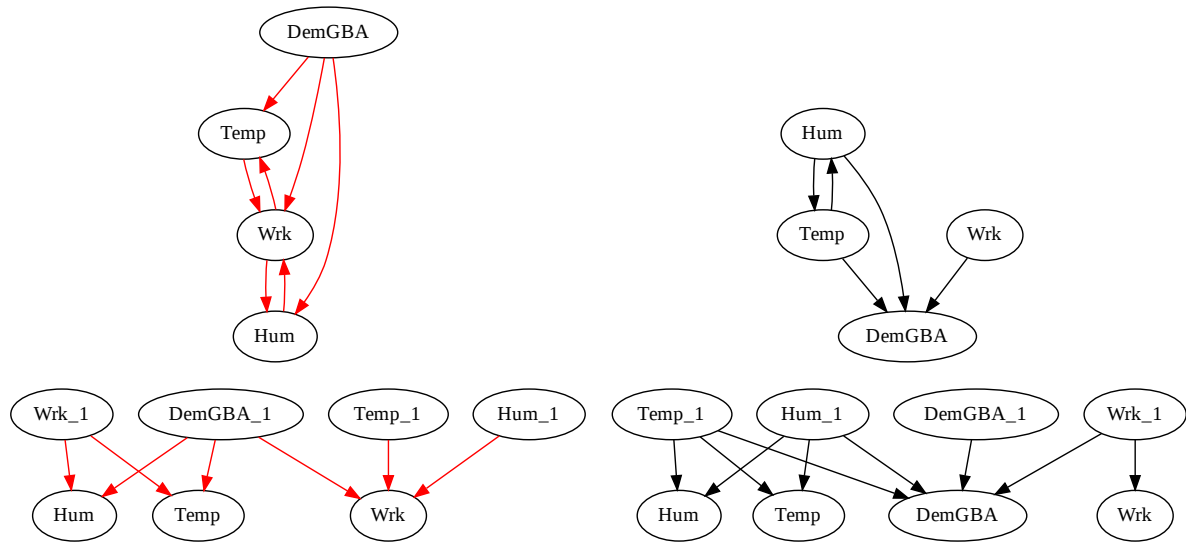 DemGBA
Temp
Wrk
Hum
Hum
Temp
Wrk
DemGBA
Wrk_1
DemGBA_1
Temp_1
Hum_1
Hum
Temp
Wrk
Temp_1
Hum_1
DemGBA_1
Wrk_1
Hum
Temp
DemGBA
Wrk